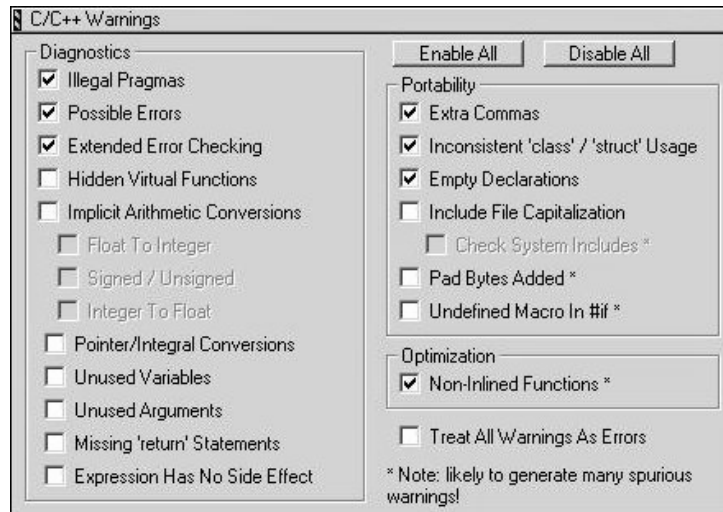 C/C++ Warnings
Diagnostics
Illegal Pragmas
Possible Errors
Extended Error Checking
Hidden Virtual Functions
Implicit Arithmetic Conversions
Float To Integer
Signed / Unsigned
Integer To Float
Pointer/Integral Conversions
Unused Variables
Unused Arguments
Missing 'return' Statements
Expression Has No Side Effect
Enable All
Disable All
Portability
Extra Commas
Inconsistent 'class' / 'struct' Usage
Empty Declarations
Include File Capitalization
Check System Includes *
Pad Bytes Added *
Undefined Macro In #if *
Optimization
Non-Inlined Functions *
Treat All Warnings As Errors
* Note: likely to generate many spurious
warnings!